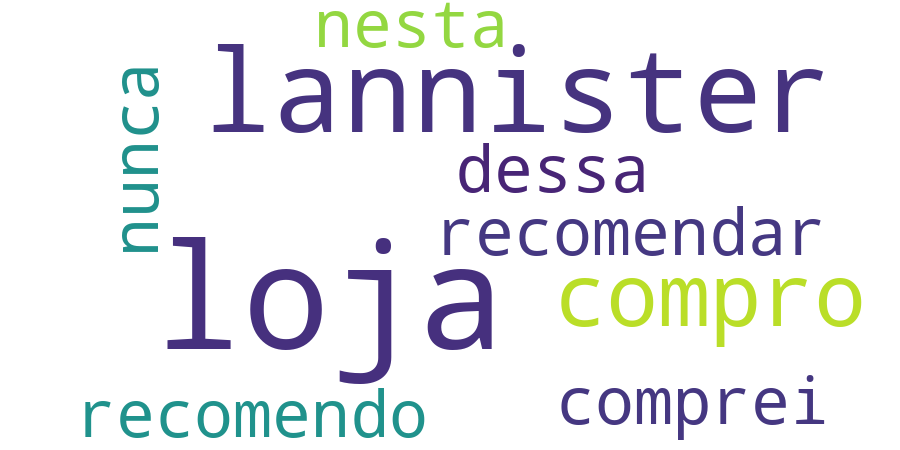 nesta
lannister
nunca
dessa
recomendar
loja
compro
comprei
recomendo